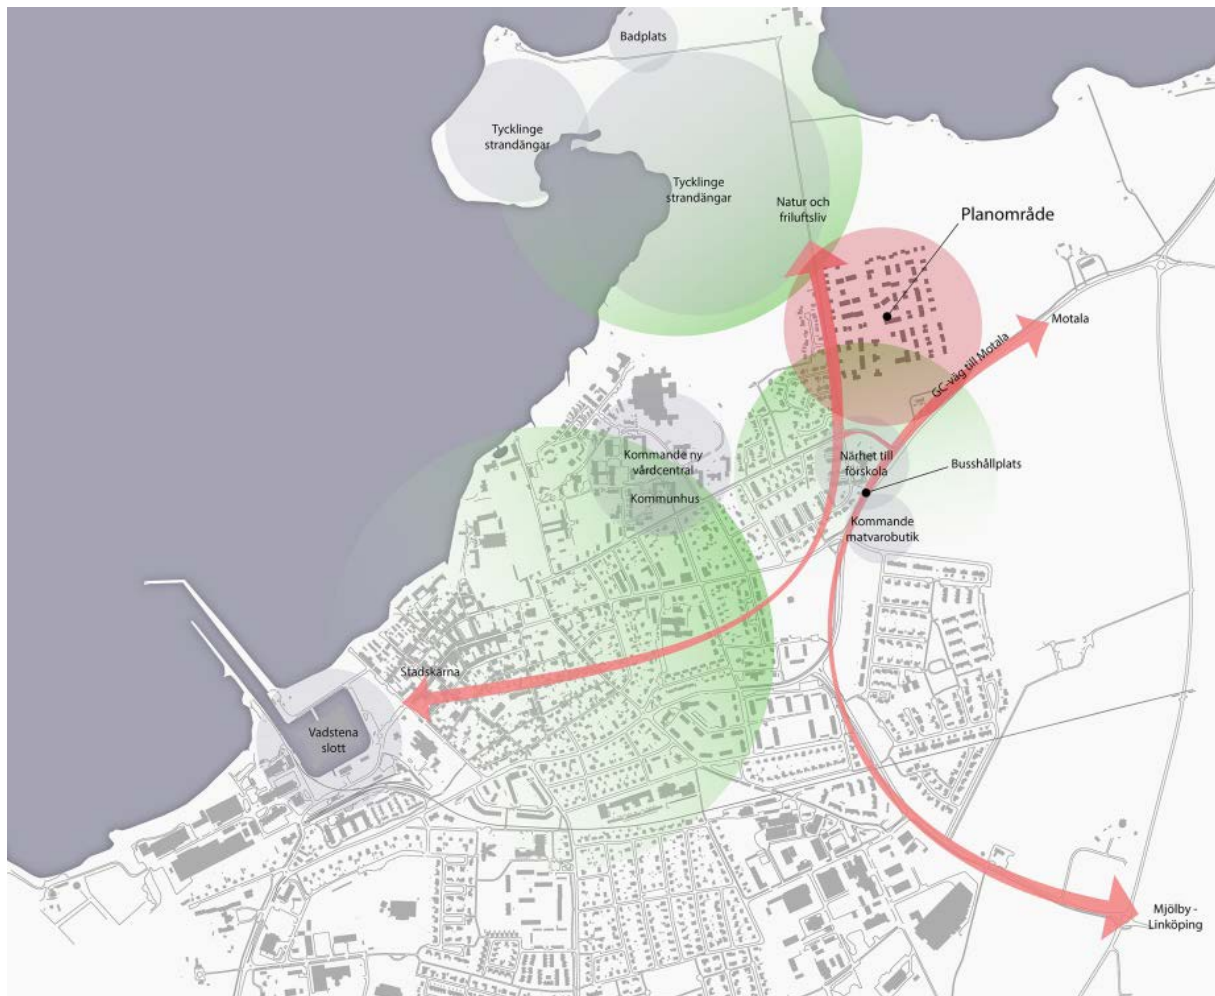 Badplats
Tycklinge
strandängar
Tycklinge
strandängar
Natur och
friluftsliv
Planområde
Motala
GC-väg till Motala
Kommande ny
vårdcentral
Kommunhus
Närhet till
förskola
Busshållplats
Kommande
matvarobutik
Stadskärna
Vadstena
slott
Mjölby -
Linköping